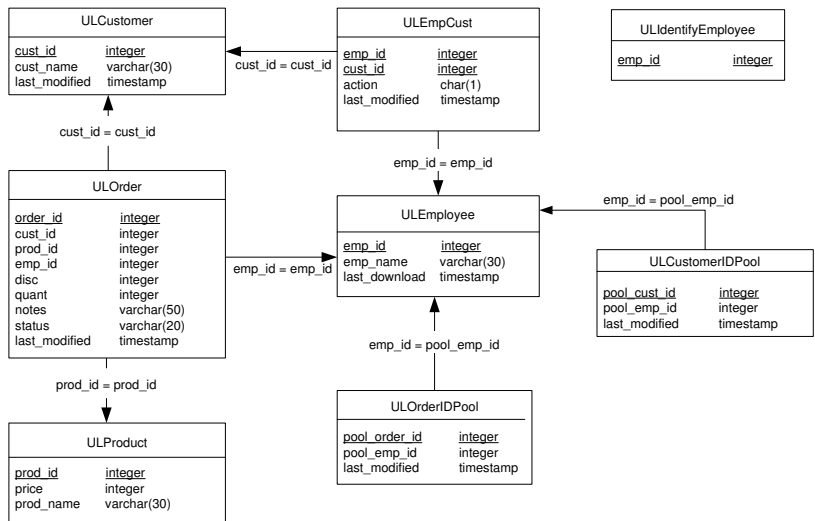 ULCustomer
cust_id integer
cust_name varchar(30)
last_modified timestamp
cust_id = cust_id
ULEmpCust
emp_id integer
cust_id integer
action char(1)
last_modified timestamp
ULIdentifyEmployee
emp_id integer
cust_id = cust_id
emp_id = emp_id
ULOrder
order_id integer
cust_id integer
prod_id integer
emp_id integer
disc integer
quant integer
notes varchar(50)
status varchar(20)
last_modified timestamp
emp_id = emp_id
ULEmployee
emp_id integer
emp_name varchar(30)
last_download timestamp
emp_id = pool_emp_id
ULCustomerIDPool
pool_cust_id integer
pool_emp_id integer
last_modified timestamp
prod_id = prod_id
emp_id = pool_emp_id
ULProduct
prod_id integer
price integer
prod_name varchar(30)
ULOrderIDPool
pool_order_id integer
pool_emp_id integer
last_modified timestamp